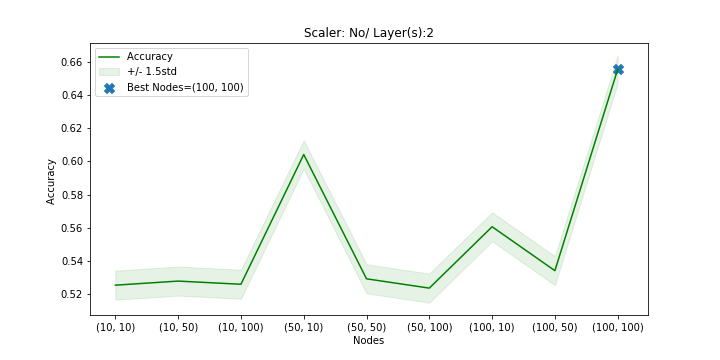 Scaler: No/ Layer(s):2
Accuracy
+/- 1.5std
Best Nodes=(100, 100)
Accuracy
0.66
0.64
0.62
0.60
0.58
0.56
0.54
0.52
(10, 10) (10, 50) (10, 100) (50, 10) (50, 50) (50, 100) (100, 10) (100, 50) (100, 100)
Nodes